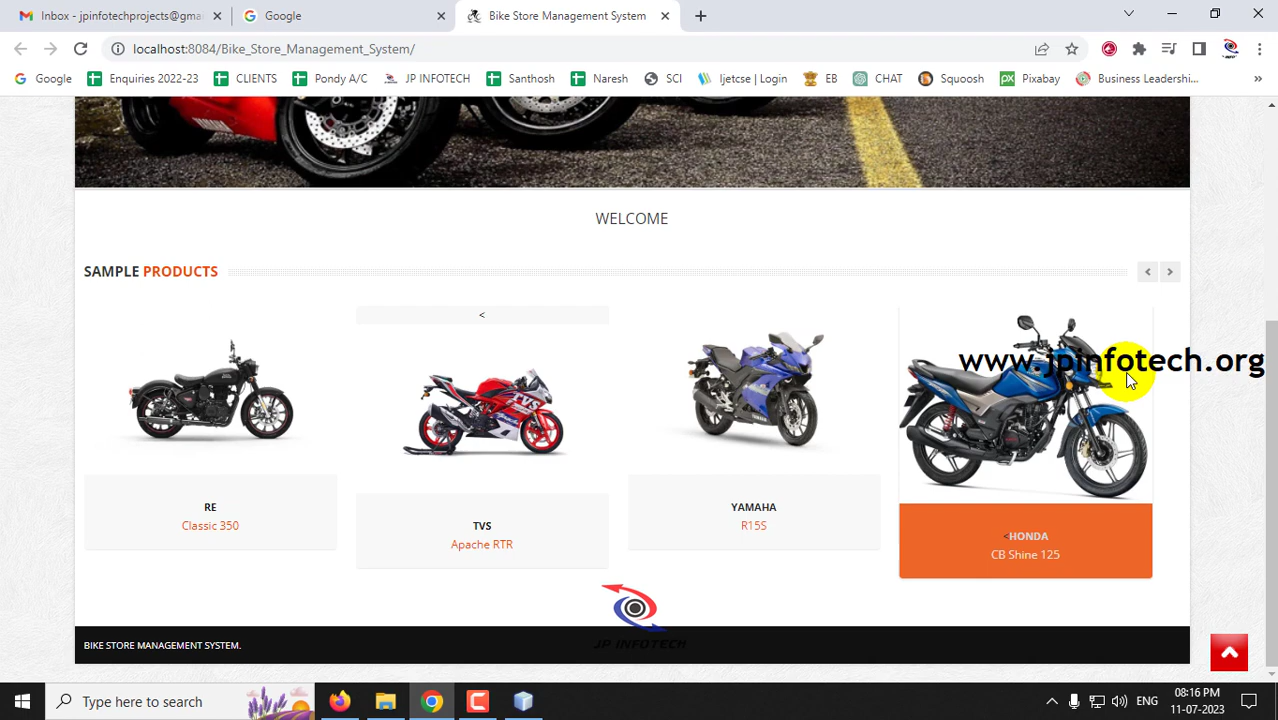 Inbox - jpinfotechprojects@gma
Google
Bike Store Management System
localhost:8084/Bike_Store_Management_System/
Google
Enquiries 2022-23
CLIENTS
Pondy A/C
JP INFOTECH
Santhosh
Naresh
SCI
Ijetcse | Login
EB
CHAT
Squoosh
Pixabay
Business Leadershi...
»
WELCOME
SAMPLE PRODUCTS
<
www.jpinfotech.org
TVS
YAMAHA
RE
Classic 350
TVS
Apache RTR
YAMAHA
R15S
<HONDA
CB Shine 125
JP INFOTECH
BIKE STORE MANAGEMENT SYSTEM.
Type here to search
ENG
08:16 PM
11-07-2023